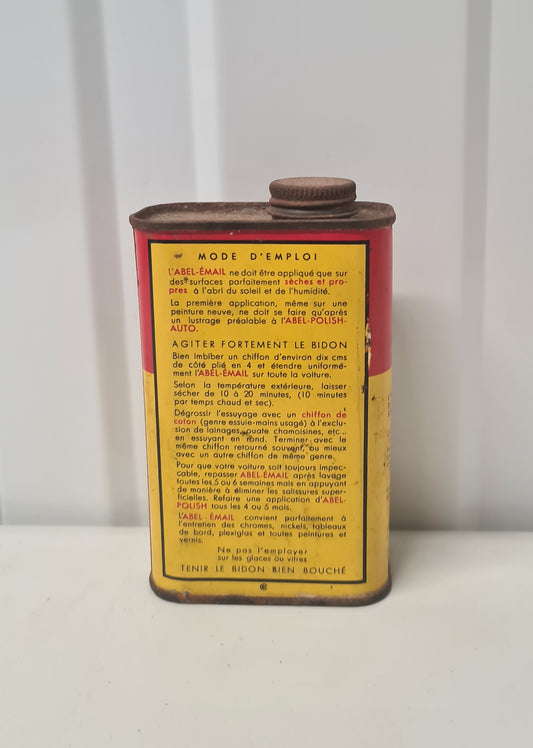 MODE D'EMPLOI
L'ABEL-ÉMAIL ne doit être appliqué que sur
des surfaces parfaitement sèches et pro-
pres à l'abri du soleil et de l'humidité.
La première application, même sur une
peinture neuve, ne doit se faire qu'après
un lustrage préalable à l'ABEL-POLISH-
AUTO.
AGITER FORTEMENT LE BIDON
Bien imbiber un chiffon d'environ dix cms
de côté plié en 4 et étendre uniformé-
ment l'ABEL-EMAIL sur toute la voiture.
Selon la température extérieure, laisser
sécher de 10 à 20 minutes, (10 minutes
par temps chaud et sec).
Dégrossir l'essuyage avec un chiffon de
coton (genre essuie-mains usagé) à l'exclu-
sion de lainages, ouate chamoisines, etc...
en essuyant en rond. Terminer avec le
même chiffon retourné souvent, ou mieux
avec un autre chiffon de même genre.
Pour que votre voiture soit toujours impec-
cable, repasser ABEL-EMAIL après lavage
toutes les 5 ou 6 semaines mais en appuyant
de manière à éliminer les salissures super-
ficielles. Refaire une application d'ABEL-
POLISH tous les 4 ou 5 mois.
L'ABEL-EMAIL convient parfaitement à
l'entretien des chromes, nickels, tableaux
de bord, plexiglas et toutes peintures et
vernis.
Ne pas l'employer
sur les glaces ou vitres
TENIR LE BIDON BIEN BOUCHÉ